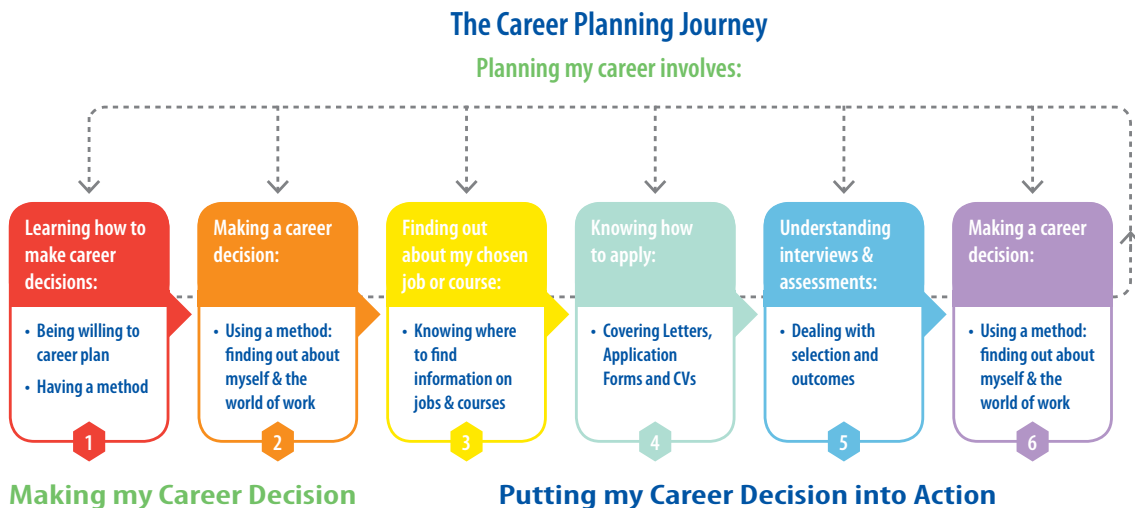 The Career Planning Journey
Planning my career involves:
Learning how to
make career
decisions:
• Being willing to
career plan
• Having a method
1
Making a career
decision:
• Using a method:
finding out about
myself & the
world of work
2
Finding out
about my chosen
job or course:
• Knowing where
to find
information on
jobs & courses
3
Knowing how
to apply:
• Covering Letters,
Application
Forms and CVs
4
Understanding
interviews &
assessments:
• Dealing with
selection and
outcomes
5
Making a career
decision:
• Using a method:
finding out about
myself & the
world of work
6
Making my Career Decision
Putting my Career Decision into Action